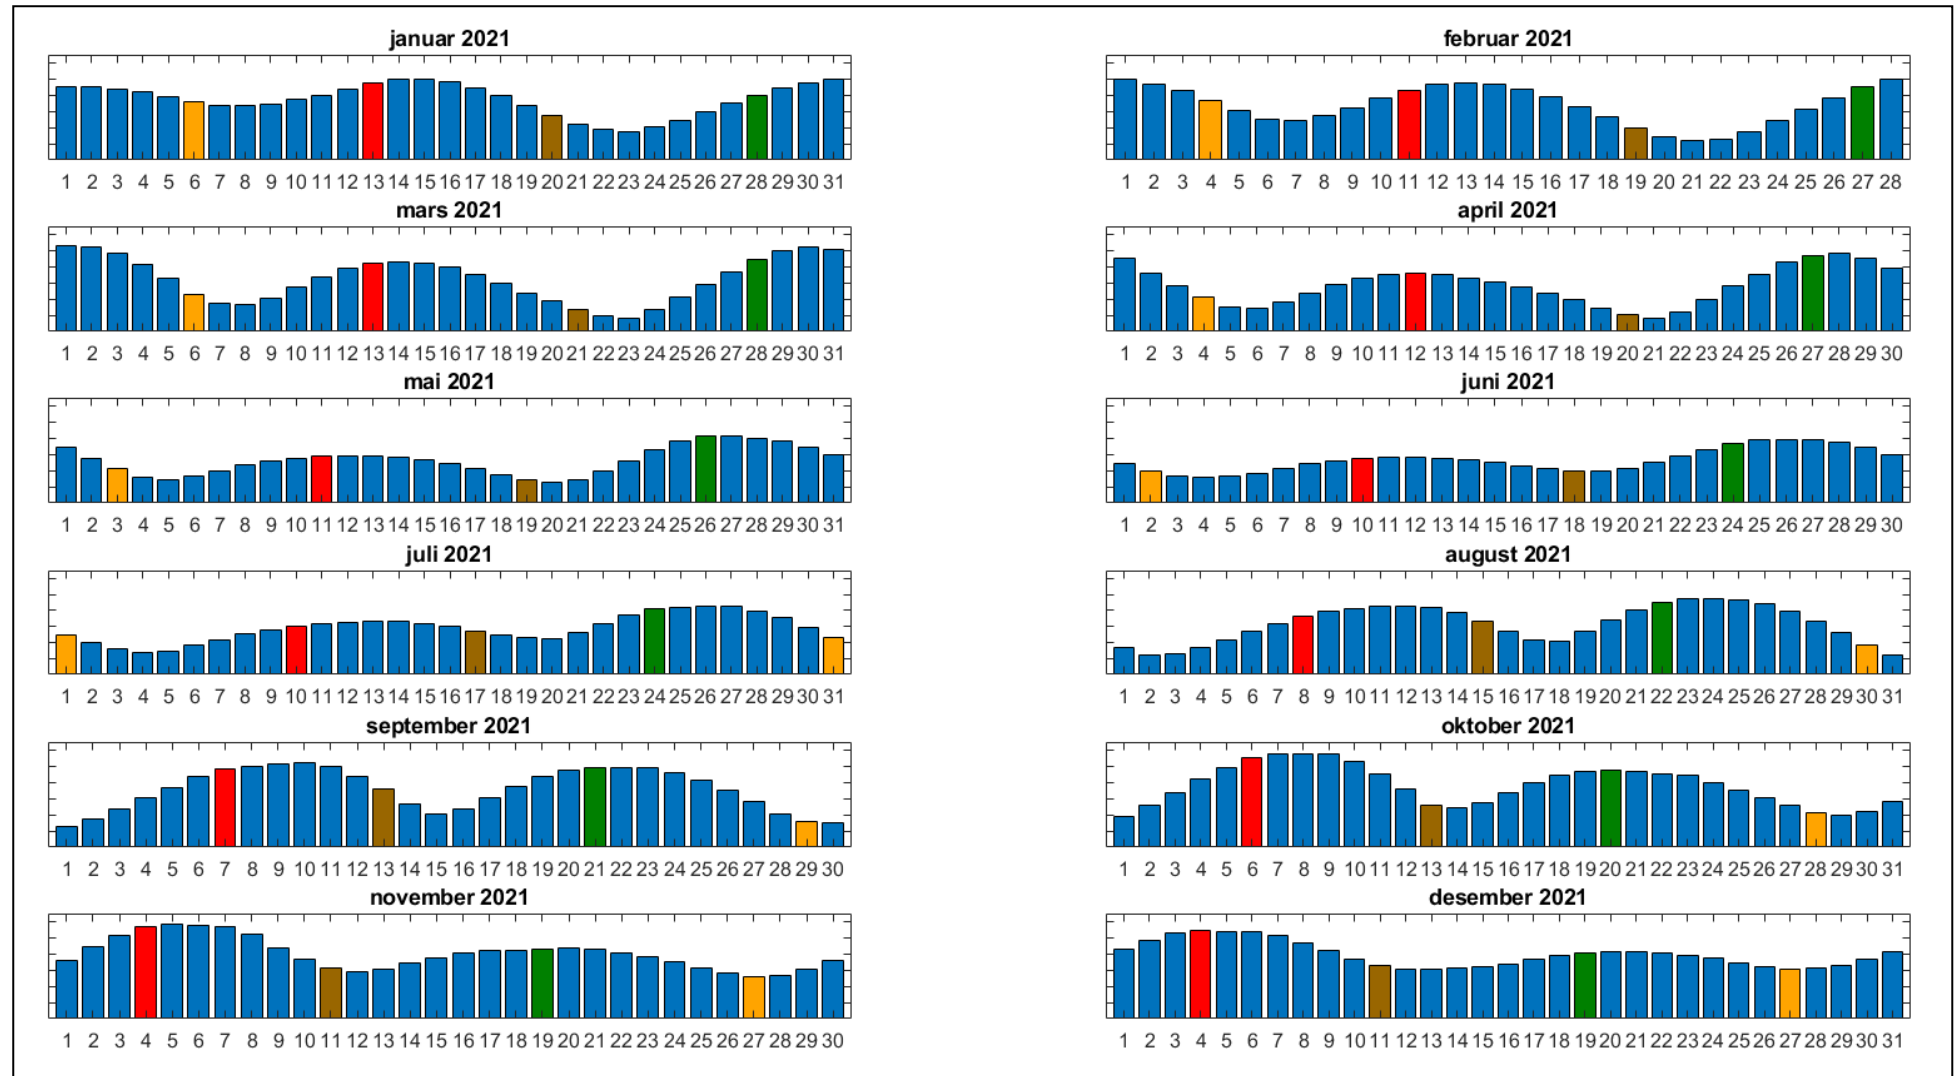 januar 2021
1 2 3 4 5 6 7 8 9 10 11 12 13 14 15 16 17 18 19 20 21 22 23 24 25 26 27 28 29 30 31
februar 2021
1 2 3 4 5 6 7 8 9 10 11 12 13 14 15 16 17 18 19 20 21 22 23 24 25 26 27 28
mars 2021
1 2 3 4 5 6 7 8 9 10 11 12 13 14 15 16 17 18 19 20 21 22 23 24 25 26 27 28 29 30 31
april 2021
1 2 3 4 5 6 7 8 9 10 11 12 13 14 15 16 17 18 19 20 21 22 23 24 25 26 27 28 29 30
mai 2021
1 2 3 4 5 6 7 8 9 10 11 12 13 14 15 16 17 18 19 20 21 22 23 24 25 26 27 28 29 30 31
juni 2021
1 2 3 4 5 6 7 8 9 10 11 12 13 14 15 16 17 18 19 20 21 22 23 24 25 26 27 28 29 30
juli 2021
1 2 3 4 5 6 7 8 9 10 11 12 13 14 15 16 17 18 19 20 21 22 23 24 25 26 27 28 29 30 31
august 2021
1 2 3 4 5 6 7 8 9 10 11 12 13 14 15 16 17 18 19 20 21 22 23 24 25 26 27 28 29 30 31
september 2021
1 2 3 4 5 6 7 8 9 10 11 12 13 14 15 16 17 18 19 20 21 22 23 24 25 26 27 28 29 30
oktober 2021
1 2 3 4 5 6 7 8 9 10 11 12 13 14 15 16 17 18 19 20 21 22 23 24 25 26 27 28 29 30 31
november 2021
1 2 3 4 5 6 7 8 9 10 11 12 13 14 15 16 17 18 19 20 21 22 23 24 25 26 27 28 29 30
desember 2021
1 2 3 4 5 6 7 8 9 10 11 12 13 14 15 16 17 18 19 20 21 22 23 24 25 26 27 28 29 30 31